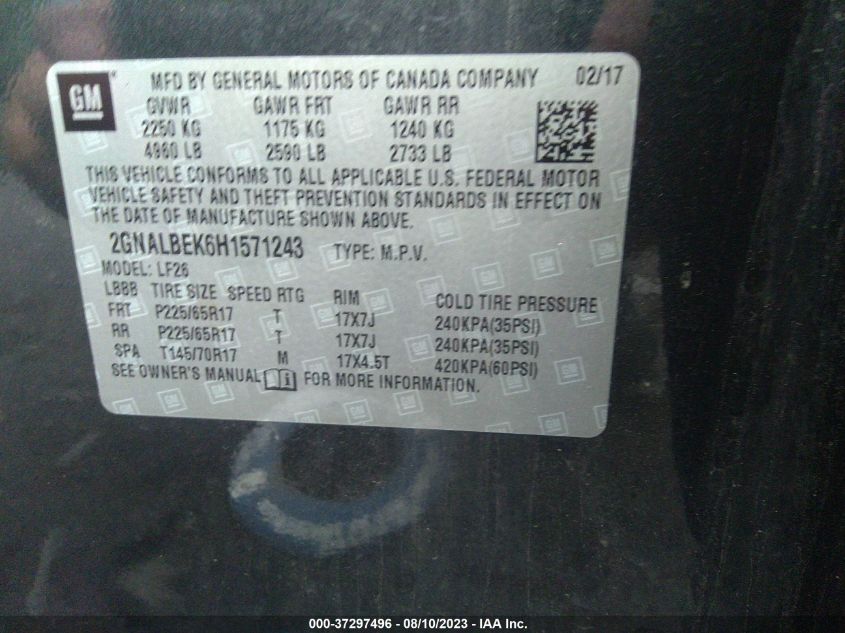 GM
MFD BY GENERAL MOTORS OF CANADA COMPANY 02/17
GVWR GAWR FRT GAWR RR
2250 KG 1175 KG 1240 KG
4960 LB 2590 LB 2733 LB
THIS VEHICLE CONFORMS TO ALL APPLICABLE U.S. FEDERAL MOTOR
VEHICLE SAFETY AND THEFT PREVENTION STANDARDS IN EFFECT ON
THE DATE OF MANUFACTURE SHOWN ABOVE.
2GNALBEK6H1571243 TYPE: M.P.V.
MODEL: LF26
LBBB TIRE SIZE SPEED RTG RIM COLD TIRE PRESSURE
FRT P225/65R17 T 17X7J 240KPA(35PSI)
RR P225/65R17 T 17X7J 240KPA(35PSI)
SPA T145/70R17 M 17X4.5T 420KPA(60PSI)
SEE OWNER'S MANUAL FOR MORE INFORMATION.
000-37297496 - 08/10/2023 - IAA Inc.